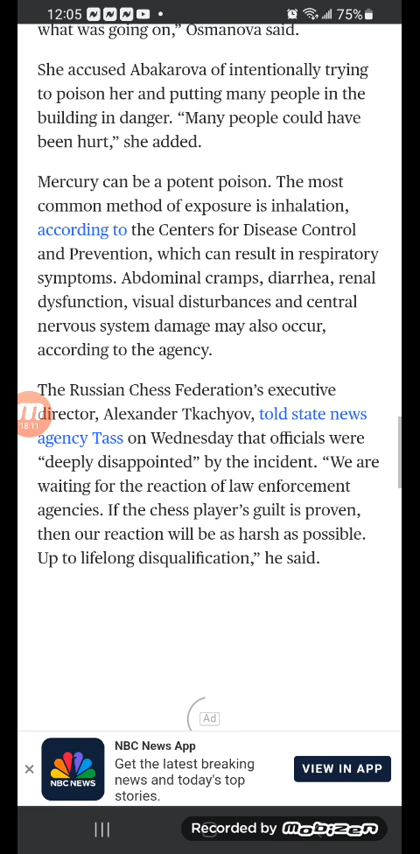 12:05 75%
what was going on,” Osmanova said.
She accused Abakarova of intentionally trying
to poison her and putting many people in the
building in danger. “Many people could have
been hurt,” she added.
Mercury can be a potent poison. The most
common method of exposure is inhalation,
according to the Centers for Disease Control
and Prevention, which can result in respiratory
symptoms. Abdominal cramps, diarrhea, renal
dysfunction, visual disturbances and central
nervous system damage may also occur,
according to the agency.
The Russian Chess Federation’s executive
director, Alexander Tkachyov, told state news
18:11
agency Tass on Wednesday that officials were
“deeply disappointed” by the incident. “We are
waiting for the reaction of law enforcement
agencies. If the chess player’s guilt is proven,
then our reaction will be as harsh as possible.
Up to lifelong disqualification,” he said.
Ad
NBC News App
Get the latest breaking
news and today's top
stories.
NBC NEWS
VIEW IN APP
Recorded by mobizen